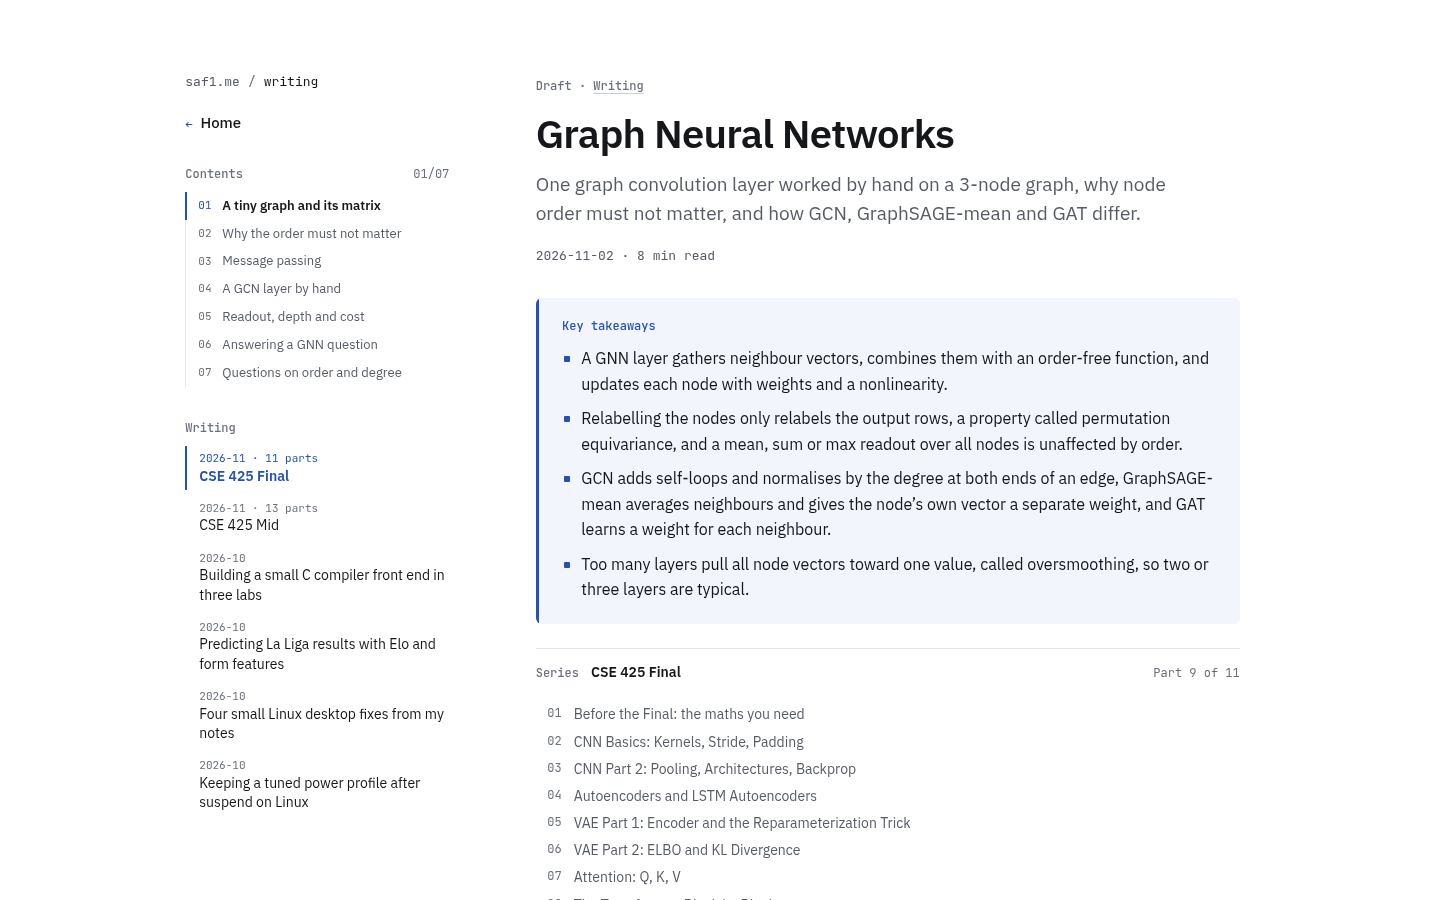 saf1.me / writing
← Home
Contents 01/07
01 A tiny graph and its matrix
02 Why the order must not matter
03 Message passing
04 A GCN layer by hand
05 Readout, depth and cost
06 Answering a GNN question
07 Questions on order and degree
Writing
2026-11 · 11 parts
CSE 425 Final
2026-11 · 13 parts
CSE 425 Mid
2026-10
Building a small C compiler front end in
three labs
2026-10
Predicting La Liga results with Elo and
form features
2026-10
Four small Linux desktop fixes from my
notes
2026-10
Keeping a tuned power profile after
suspend on Linux
Draft · Writing
Graph Neural Networks
One graph convolution layer worked by hand on a 3-node graph, why node
order must not matter, and how GCN, GraphSAGE-mean and GAT differ.
2026-11-02 · 8 min read
Key takeaways
A GNN layer gathers neighbour vectors, combines them with an order-free function, and
updates each node with weights and a nonlinearity.
Relabelling the nodes only relabels the output rows, a property called permutation
equivariance, and a mean, sum or max readout over all nodes is unaffected by order.
GCN adds self-loops and normalises by the degree at both ends of an edge, GraphSAGE-
mean averages neighbours and gives the node’s own vector a separate weight, and GAT
learns a weight for each neighbour.
Too many layers pull all node vectors toward one value, called oversmoothing, so two or
three layers are typical.
Series CSE 425 Final Part 9 of 11
01 Before the Final: the maths you need
02 CNN Basics: Kernels, Stride, Padding
03 CNN Part 2: Pooling, Architectures, Backprop
04 Autoencoders and LSTM Autoencoders
05 VAE Part 1: Encoder and the Reparameterization Trick
06 VAE Part 2: ELBO and KL Divergence
07 Attention: Q, K, V